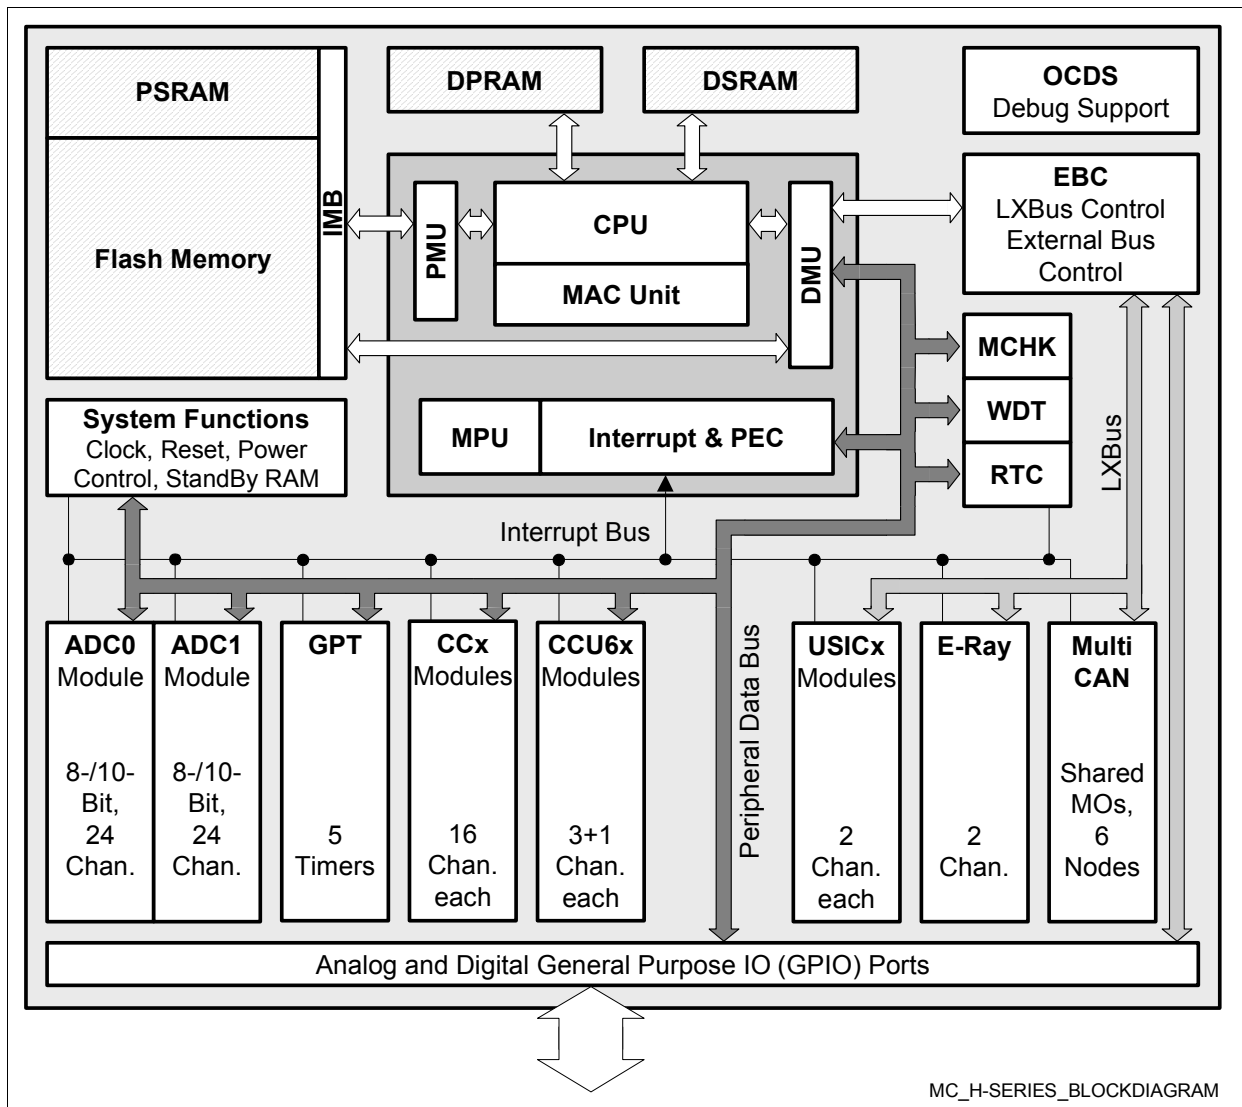 PSRAM
Flash Memory
IMB
DPRAM
DSRAM
OCDS
Debug Support
PMU
CPU
MAC Unit
DMU
EBC
LXBus Control
External Bus
Control
MCHK
WDT
RTC
System Functions
Clock, Reset, Power
Control, StandBy RAM
MPU
Interrupt & PEC
LXBus
Interrupt Bus
Peripheral Data Bus
ADC0
Module
8-/10-
Bit,
24
Chan.
ADC1
Module
8-/10-
Bit,
24
Chan.
GPT
5
Timers
CCx
Modules
16
Chan.
each
CCU6x
Modules
3+1
Chan.
each
USICx
Modules
2
Chan.
each
E-Ray
2
Chan.
Multi
CAN
Shared
MOs,
6
Nodes
Analog and Digital General Purpose IO (GPIO) Ports
MC_H-SERIES_BLOCKDIAGRAM